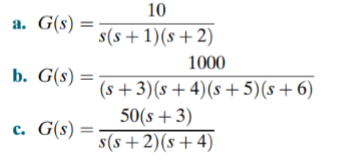 a. G(s) = 10 / s(s + 1)(s + 2)
b. G(s) = 1000 / (s + 3)(s + 4)(s + 5)(s + 6)
c. G(s) = 50(s + 3) / s(s + 2)(s + 4)